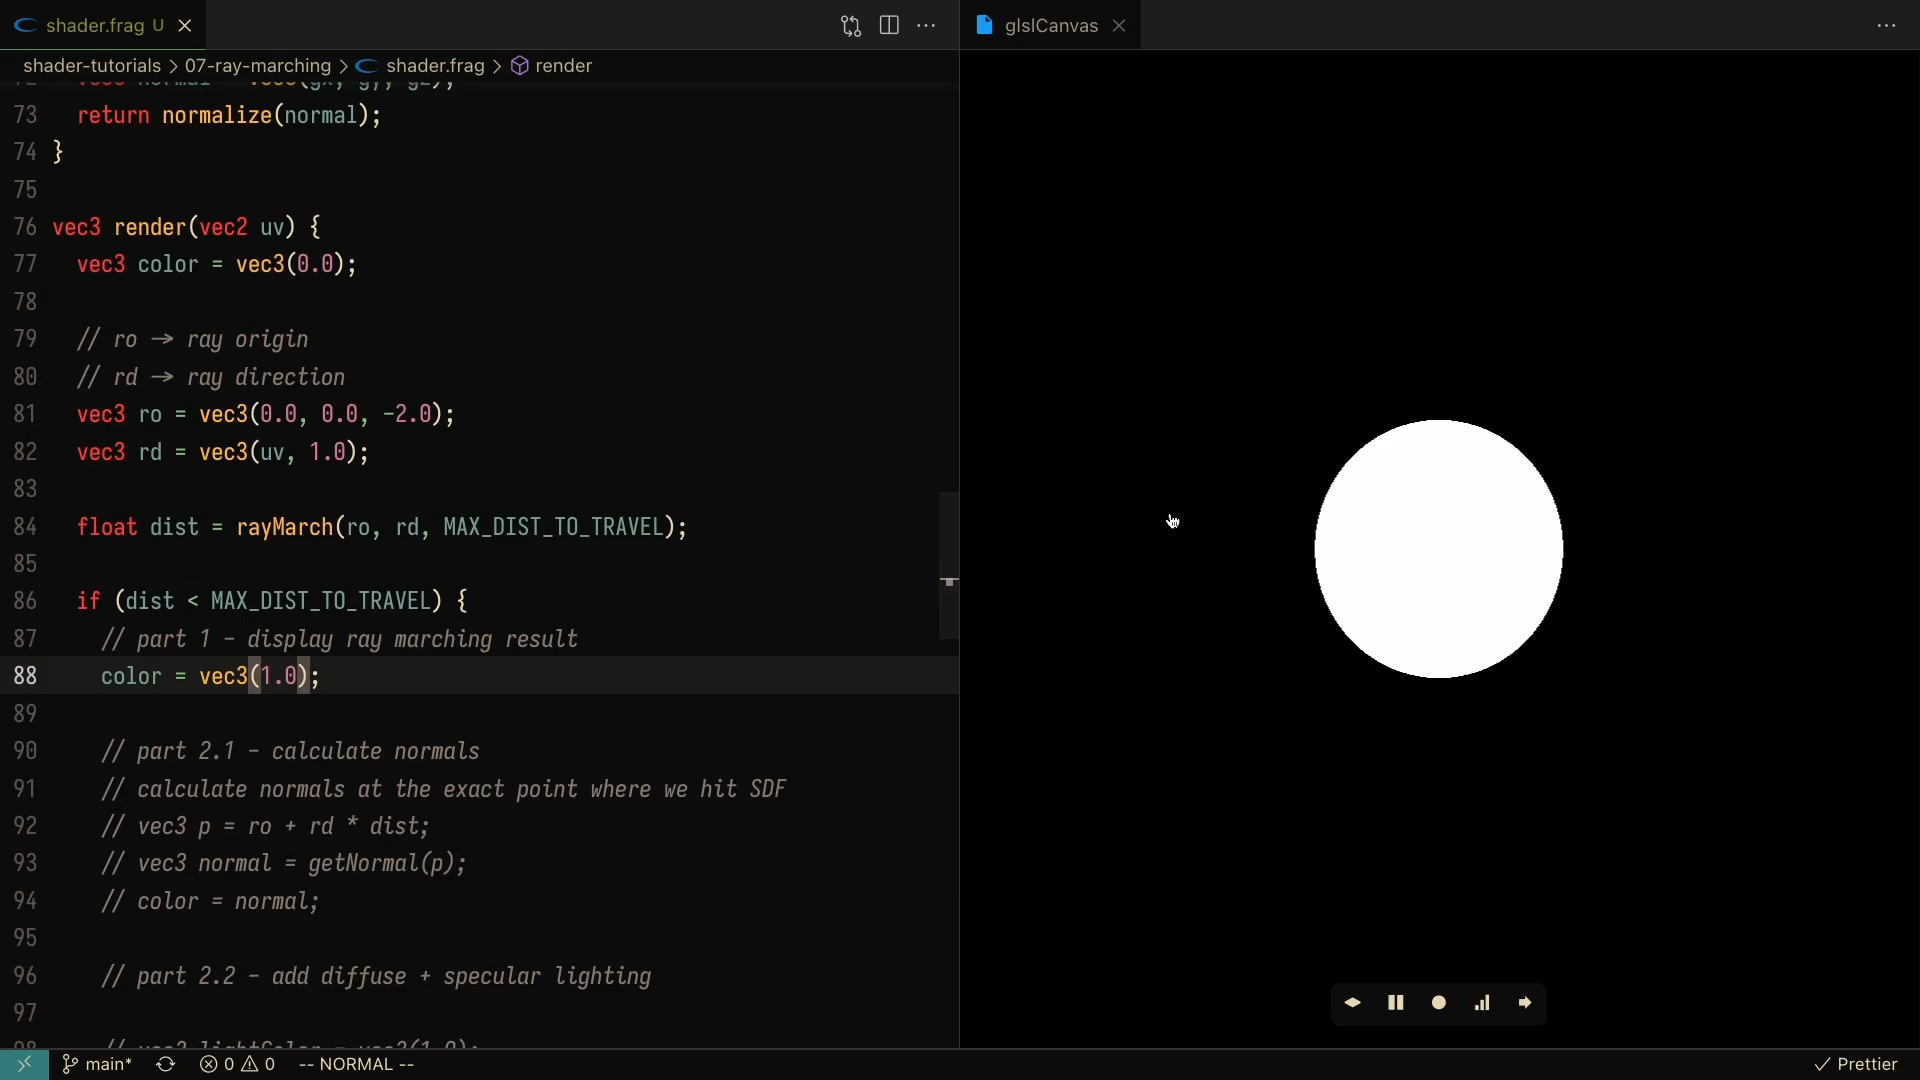 shader.frag U
glslCanvas
shader-tutorials > 07-ray-marching > shader.frag > render
73 return normalize(normal);
74 }
75
76 vec3 render(vec2 uv) {
77 vec3 color = vec3(0.0);
78
79 // ro -> ray origin
80 // rd -> ray direction
81 vec3 ro = vec3(0.0, 0.0, -2.0);
82 vec3 rd = vec3(uv, 1.0);
83
84 float dist = rayMarch(ro, rd, MAX_DIST_TO_TRAVEL);
85
86 if (dist < MAX_DIST_TO_TRAVEL) {
87 // part 1 - display ray marching result
88 color = vec3(1.0);
89
90 // part 2.1 - calculate normals
91 // calculate normals at the exact point where we hit SDF
92 // vec3 p = ro + rd * dist;
93 // vec3 normal = getNormal(p);
94 // color = normal;
95
96 // part 2.2 - add diffuse + specular lighting
97
98 // vec3 lightColor = vec3(1.0);
main* 0 0 -- NORMAL --
Prettier